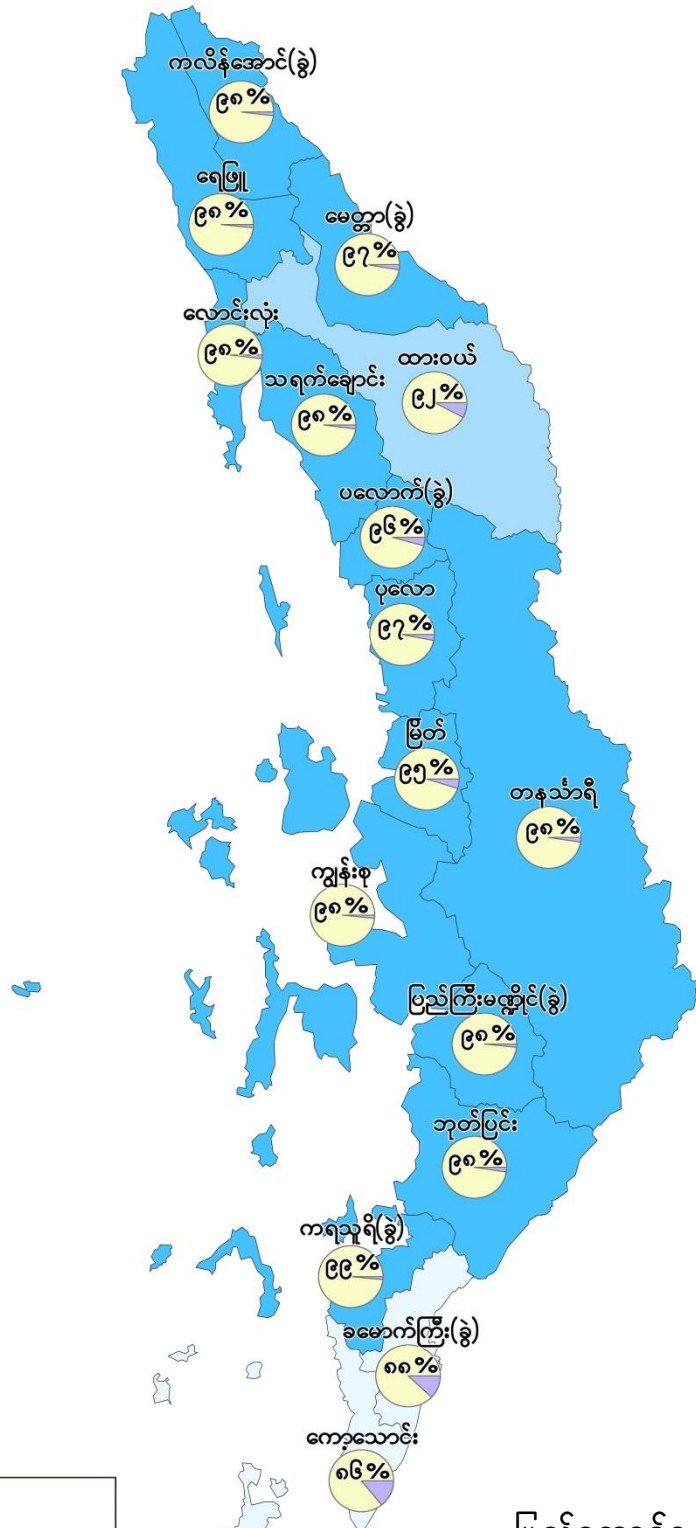 ကလိန်အောင်(ခွဲ)
၉၈%
ရေဖြူ
၉၈%
မေတ္တာ(ခွဲ)
၉၇%
လောင်းလုံး
၉၈%
ထားဝယ်
၉၂%
သရက်ချောင်း
၉၈%
ပလောက်(ခွဲ)
၉၆%
ပုလော
၉၇%
မြိတ်
၉၅%
တနင်္သာရီ
၉၈%
ကျွန်းစု
၉၈%
ပြည်ကြီးမဏ္ဍိုင်(ခွဲ)
၉၈%
ဘုတ်ပြင်း
၉၈%
ကရသူရိ(ခွဲ)
၉၉%
ခမောက်ကြီး(ခွဲ)
၈၈%
ကော့သောင်း
၈၆%